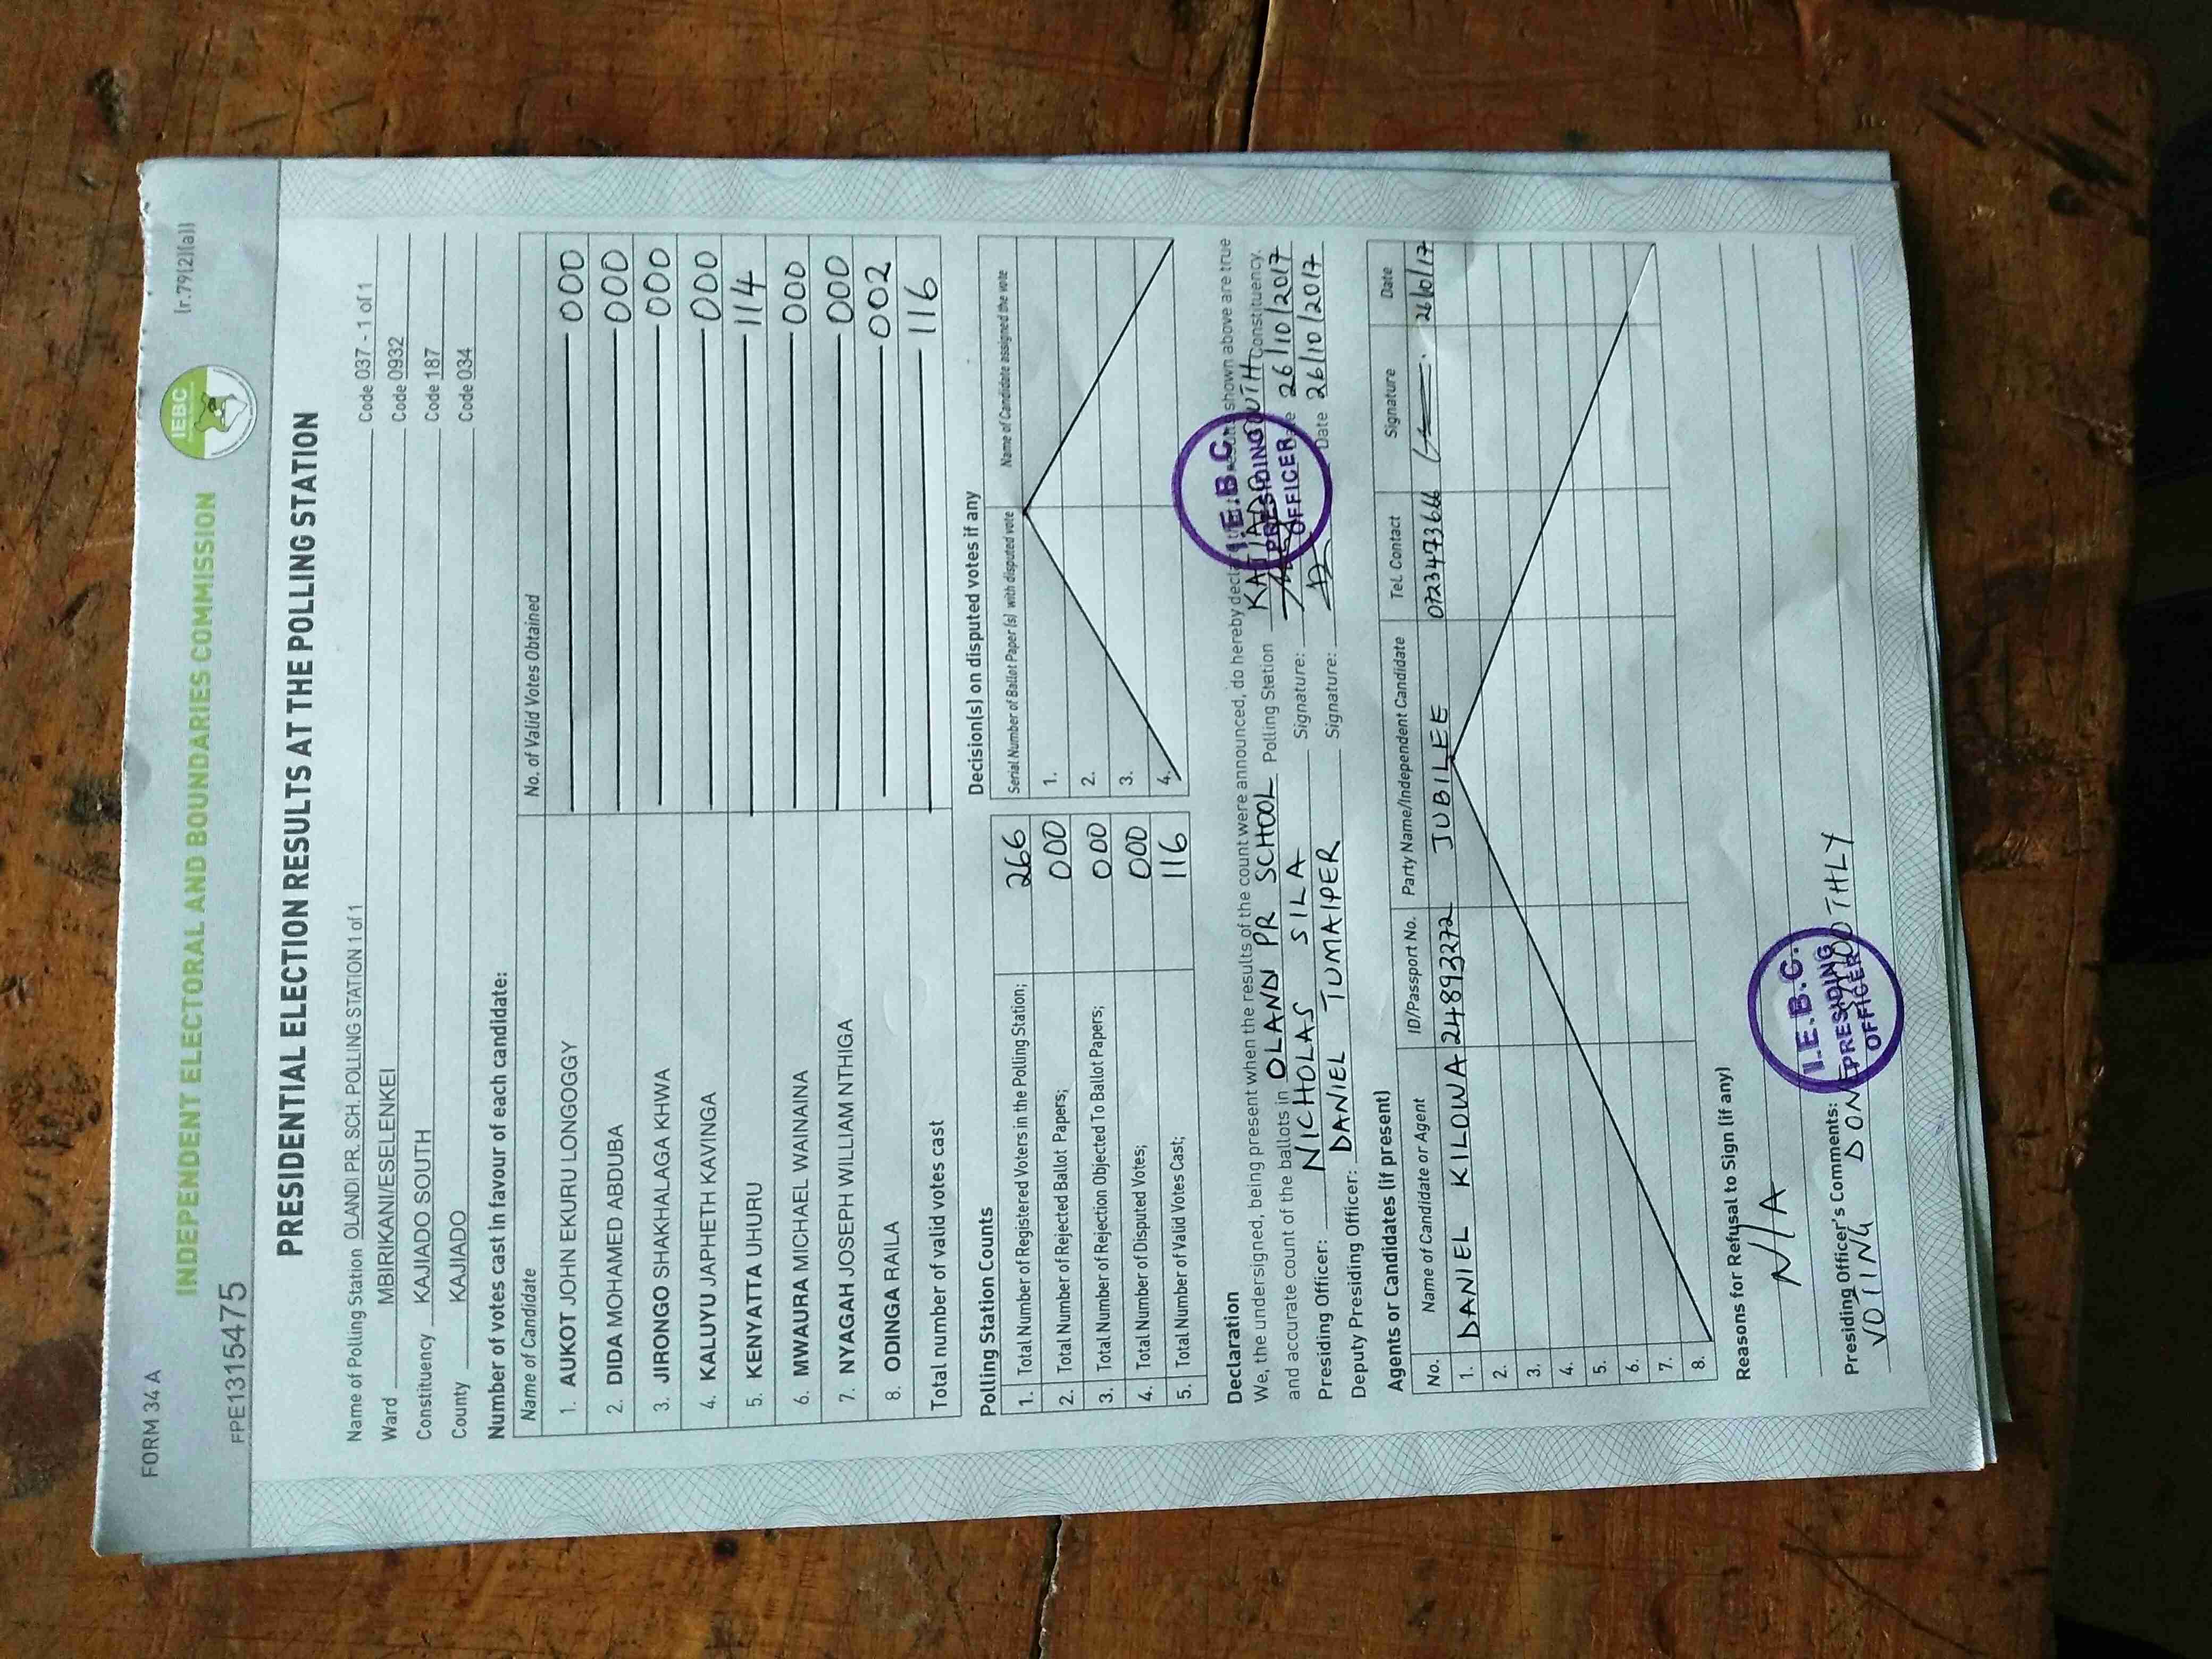 FORM 34 A
[r.79(2)(a)]
IEBC
INDEPENDENT ELECTORAL AND BOUNDARIES COMMISSION
FPE1315475
PRESIDENTIAL ELECTION RESULTS AT THE POLLING STATION
Name of Polling Station OLANDI PR. SCH. POLLING STATION 1 of 1 Code 037 - 1 of 1
Ward MBIRIKANI/ESELENKEI Code 0932
Constituency KAJIADO SOUTH Code 187
County KAJIADO Code 034
Number of votes cast in favour of each candidate:
Name of Candidate No. of Valid Votes Obtained
1. AUKOT JOHN EKURU LONGOGGY 000
2. DIDA MOHAMED ABDUBA 000
3. JIRONGO SHAKHALAGA KHWA 000
4. KALUYU JAPHETH KAVINGA 000
5. KENYATTA UHURU 114
6. MWAURA MICHAEL WAINAINA 000
7. NYAGAH JOSEPH WILLIAM NTHIGA 000
8. ODINGA RAILA 002
Total number of valid votes cast 116
Polling Station Counts
1. Total Number of Registered Voters in the Polling Station; 266
2. Total Number of Rejected Ballot Papers; 000
3. Total Number of Rejection Objected To Ballot Papers; 000
4. Total Number of Disputed Votes; 000
5. Total Number of Valid Votes Cast; 116
Decision(s) on disputed votes if any
Serial Number of Ballot Paper (s) with disputed vote Name of Candidate assigned the vote
1.
2.
3.
4.
Declaration
We, the undersigned, being present when the results of the count were announced, do hereby declare shown above are true
and accurate count of the ballots in OLANDI PR SCHOOL Polling Station KAJIADO SOUTH Constituency.
Presiding Officer: NICHOLAS SILA Signature: Date 26/10/2017
Deputy Presiding Officer: DANIEL TUMAIPER Signature: Date 26/10/2017
I.E.B.C.
PRESIDING
OFFICER
Agents or Candidates (if present)
No. Name of Candidate or Agent ID/Passport No. Party Name/Independent Candidate Tel. Contact Signature Date
1. DANIEL KILOWA 24893272 JUBILEE 0723473666 26/10/17
2.
3.
4.
5.
6.
7.
8.
Reasons for Refusal to Sign (if any)
N/A
Presiding Officer's Comments:
VOTING DONE SMOOTHLY
I.E.B.C.
PRESIDING
OFFICER